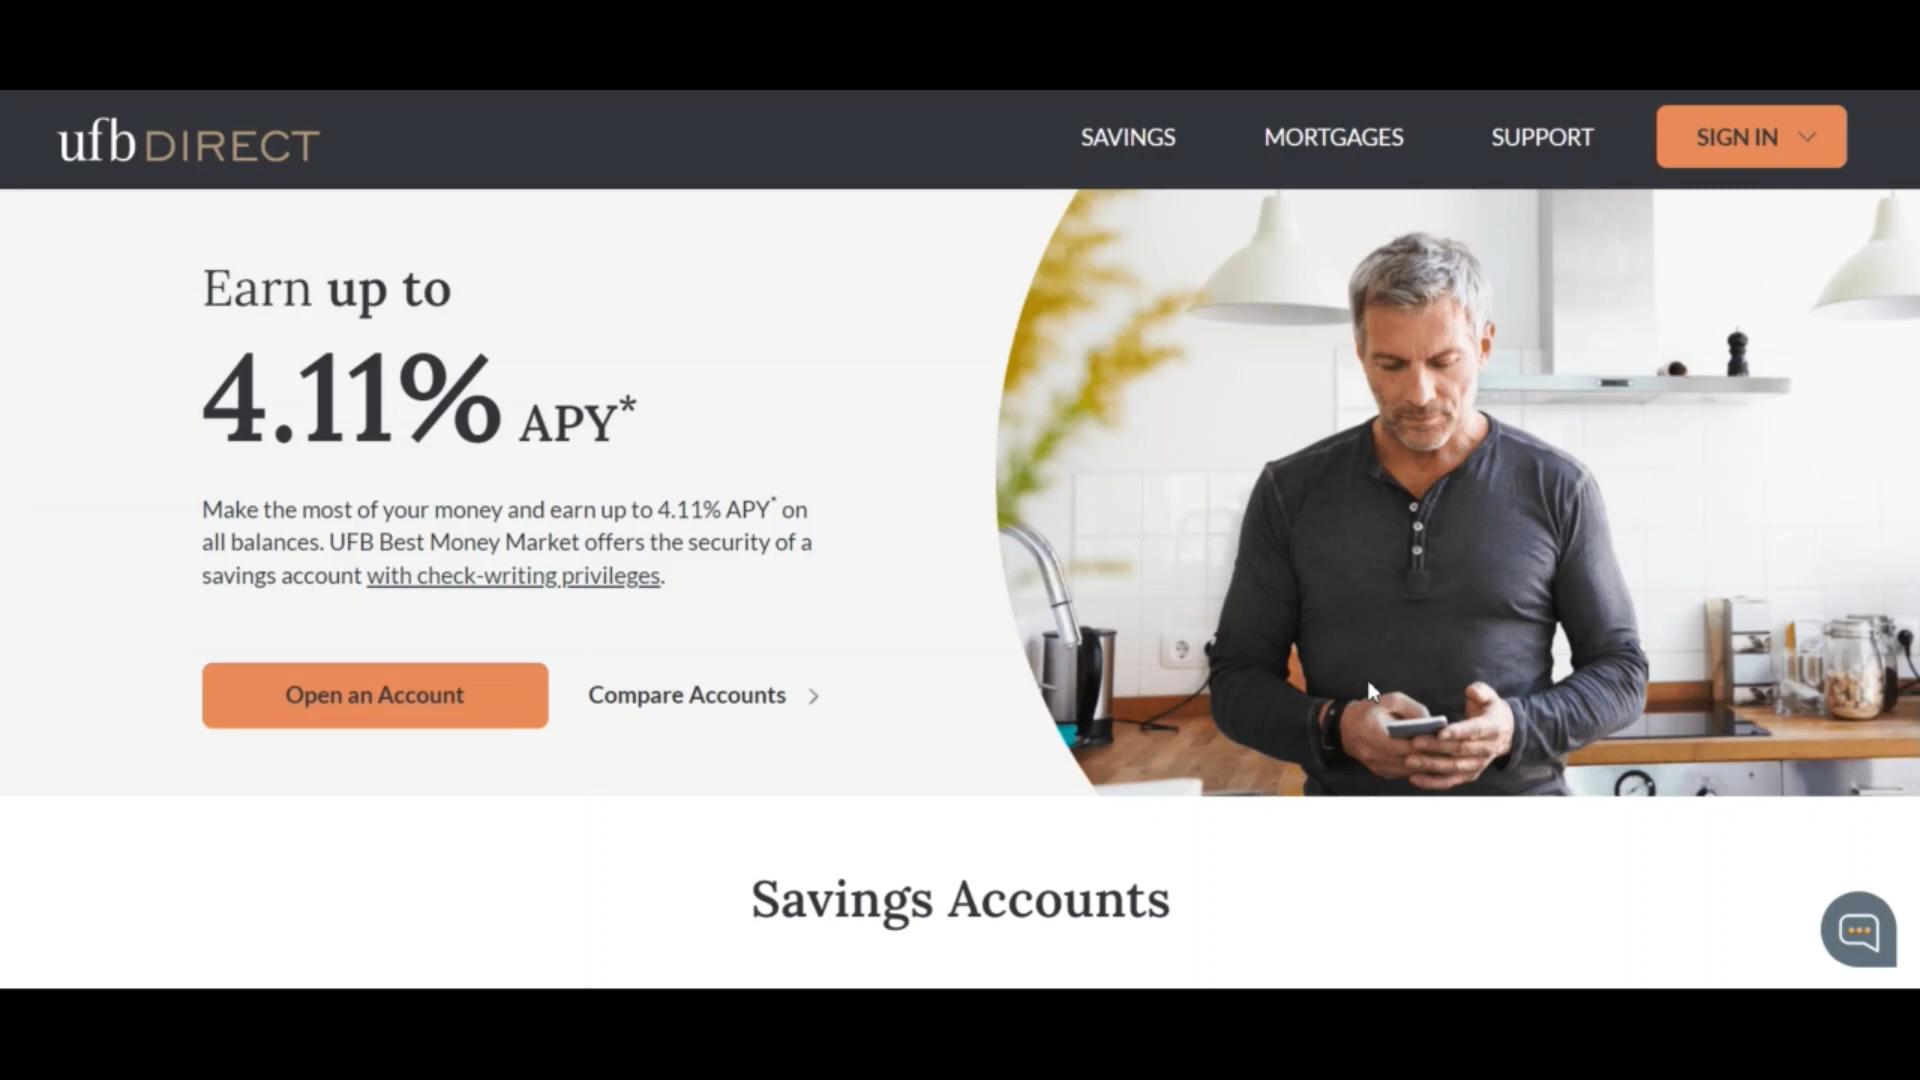 ufb DIRECT
SAVINGS
MORTGAGES
SUPPORT
SIGN IN
Earn up to
4.11% APY*
Make the most of your money and earn up to 4.11% APY* on
all balances. UFB Best Money Market offers the security of a
savings account with check-writing privileges.
Open an Account
Compare Accounts
Savings Accounts